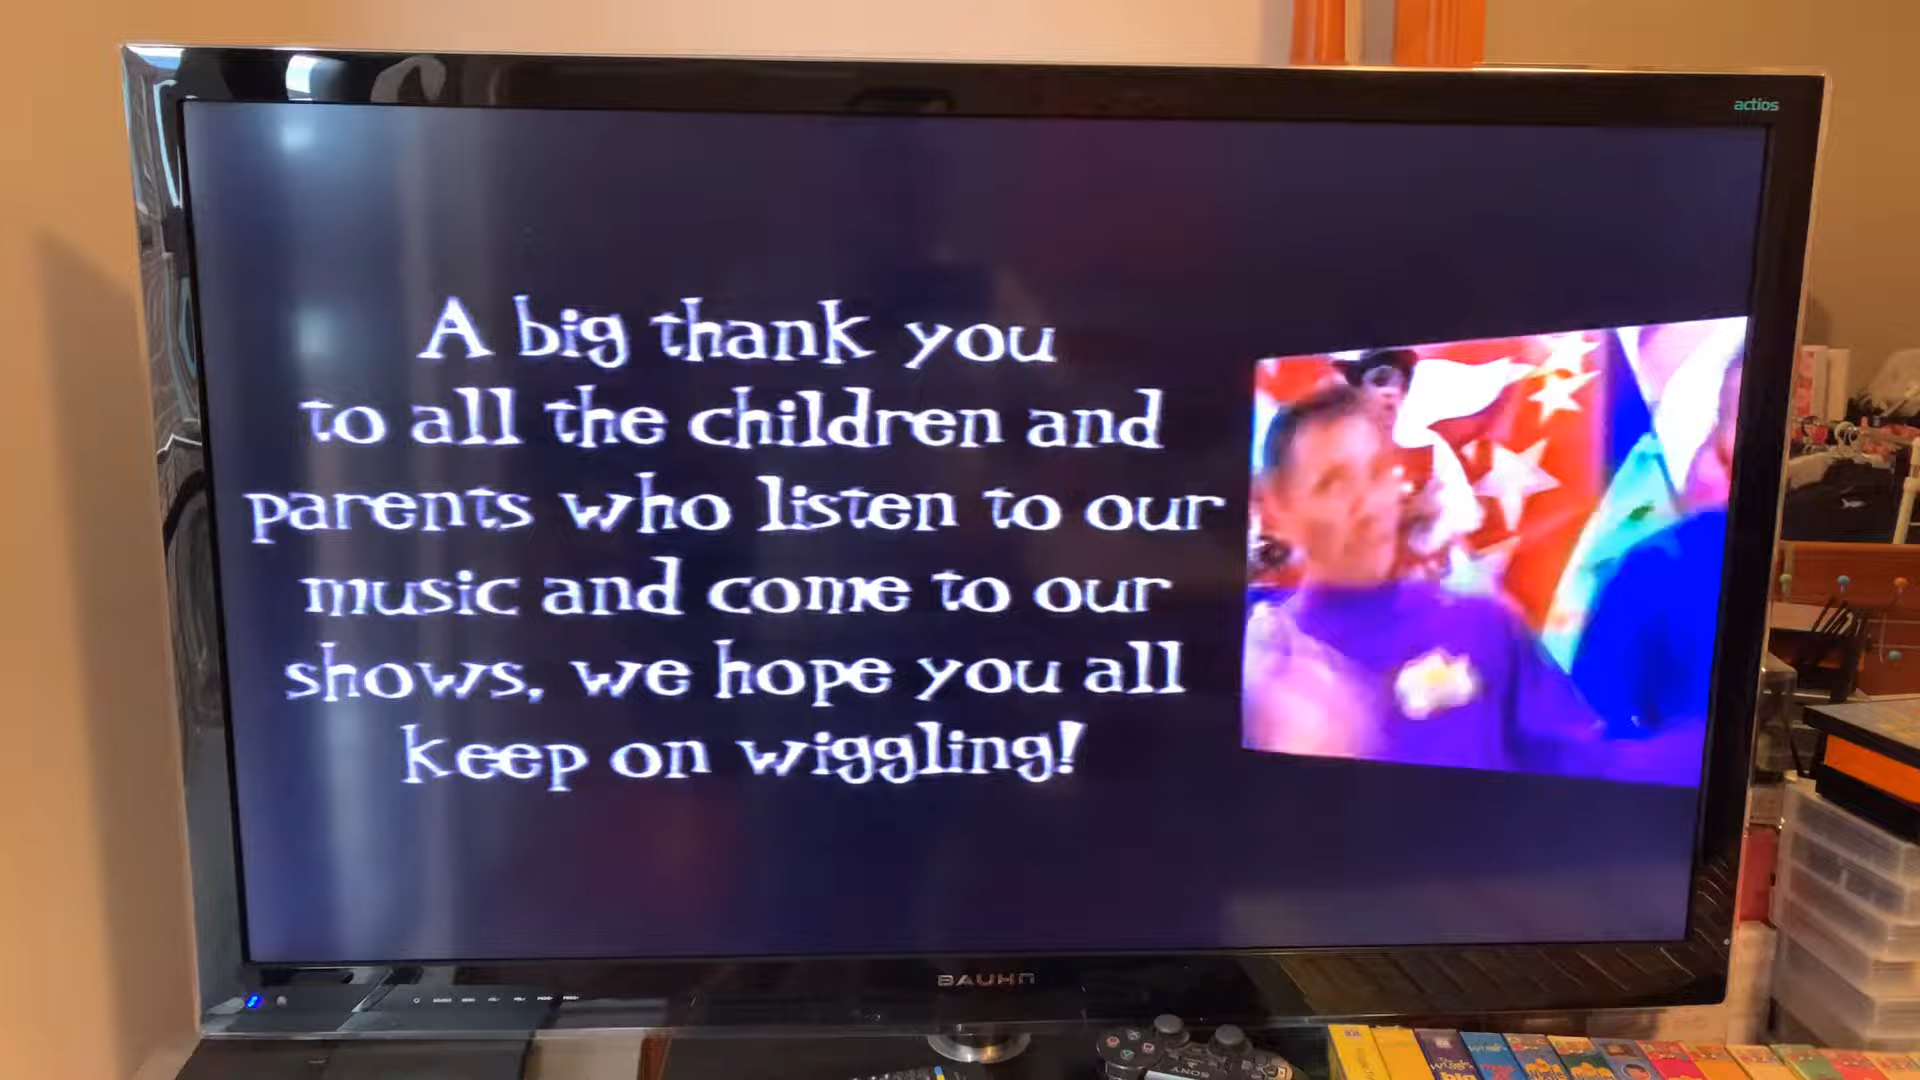 actios
A big thank you
to all the children and
parents who listen to our
music and come to our
shows, we hope you all
keep on wiggling!
BAUHN
SONY